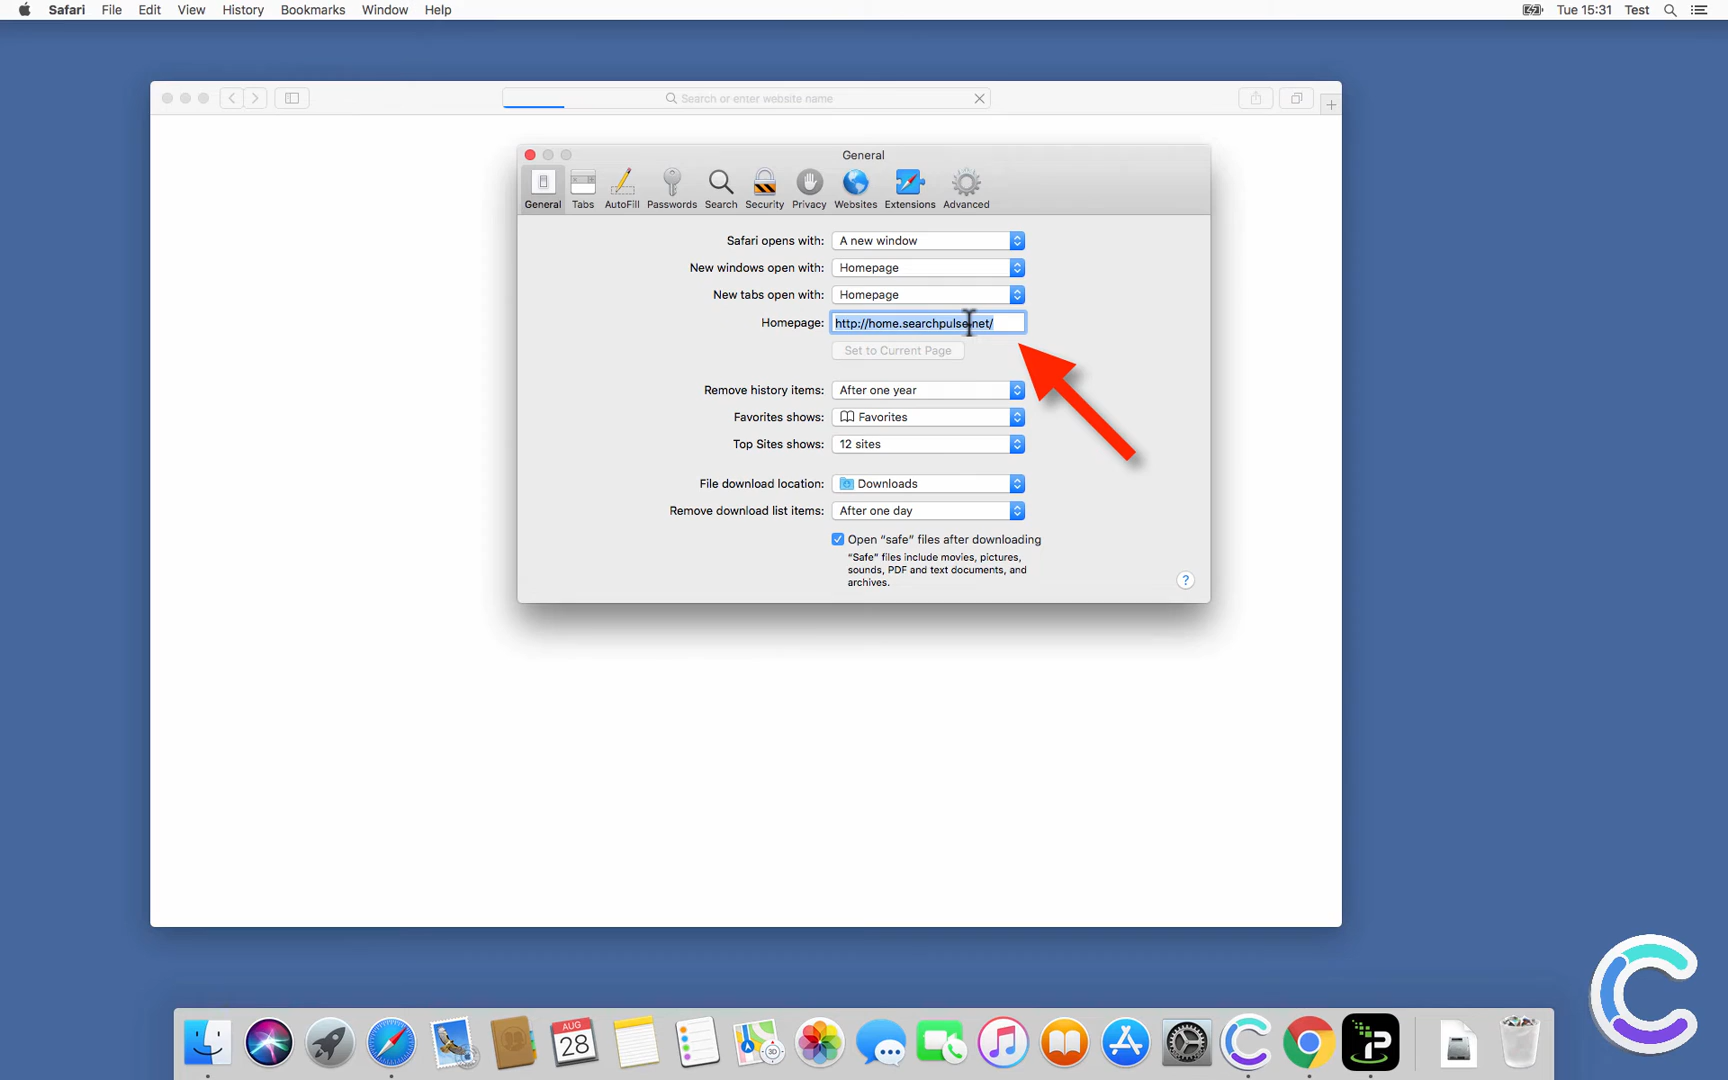 Safari File Edit View History Bookmarks Window Help Tue 15:31 Test
Search or enter website name
General
General Tabs AutoFill Passwords Search Security Privacy Websites Extensions Advanced
Safari opens with: A new window
New windows open with: Homepage
New tabs open with: Homepage
Homepage: http://home.searchpulse.net/
Set to Current Page
Remove history items: After one year
Favorites shows: Favorites
Top Sites shows: 12 sites
File download location: Downloads
Remove download list items: After one day
Open “safe” files after downloading
“Safe” files include movies, pictures,
sounds, PDF and text documents, and
archives.
?
AUG
28
3D